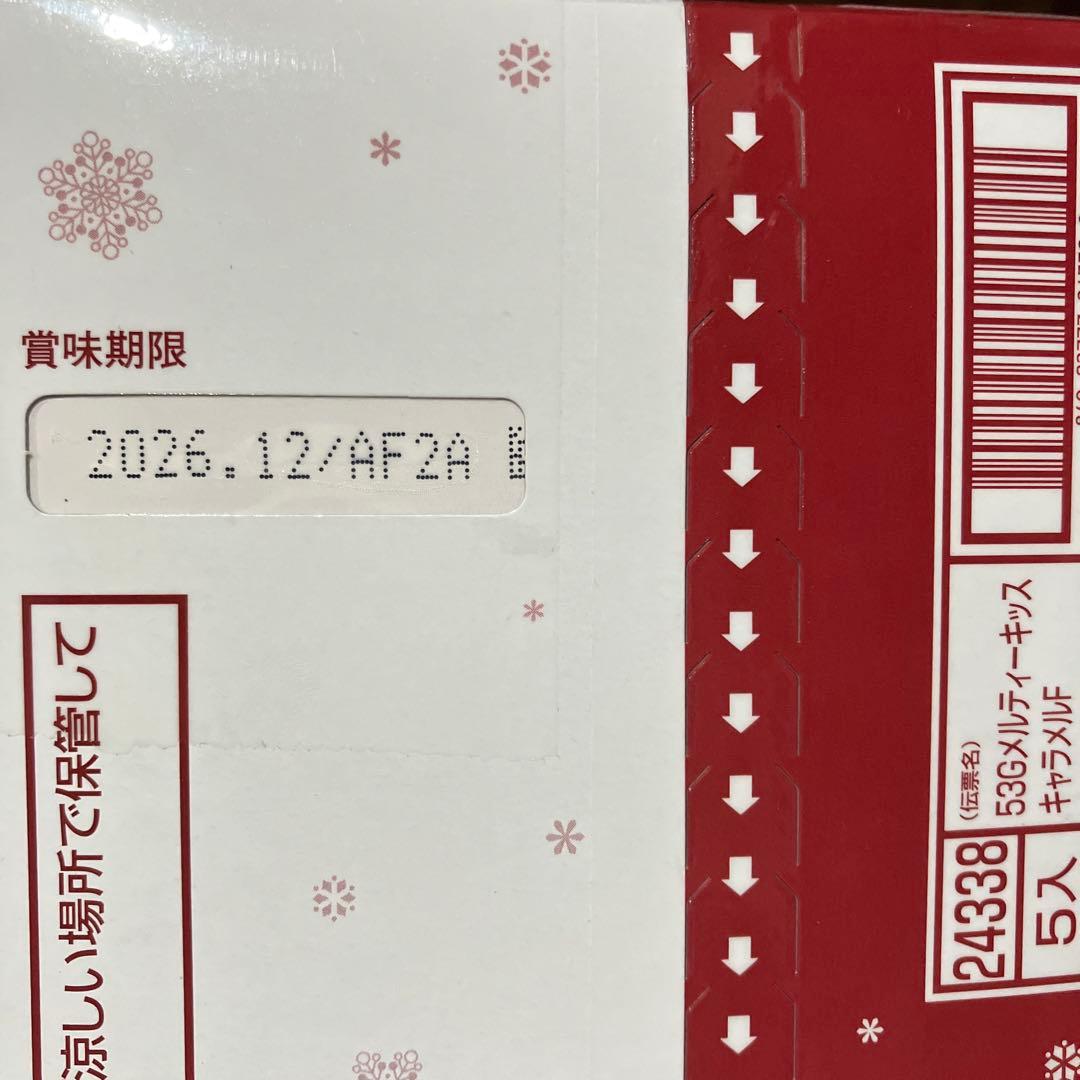 賞味期限
2026.12/AF2A
涼しい場所で保管して
(伝票名)
53Gメルティーキッス
キャラメルF
24338
5入